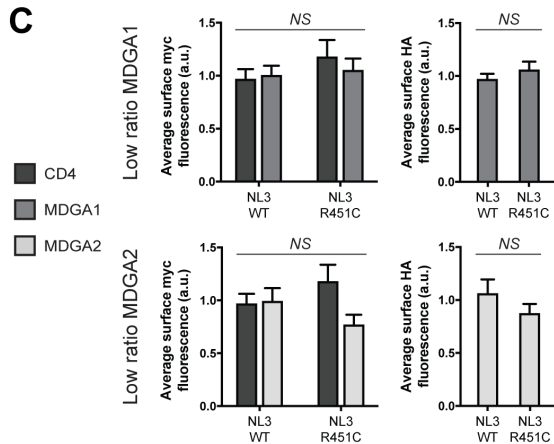 C
CD4
MDGA1
MDGA2
Low ratio MDGA1
Average surface myc
fluorescence (a.u.)
1.5
1.0
0.5
0.0
NS
NL3
WT
NL3
R451C
Average surface HA
fluorescence (a.u.)
1.5
1.0
0.5
0.0
NS
NL3
WT
NL3
R451C
Low ratio MDGA2
Average surface myc
fluorescence (a.u.)
1.5
1.0
0.5
0.0
NS
NL3
WT
NL3
R451C
Average surface HA
fluorescence (a.u.)
1.5
1.0
0.5
0.0
NS
NL3
WT
NL3
R451C